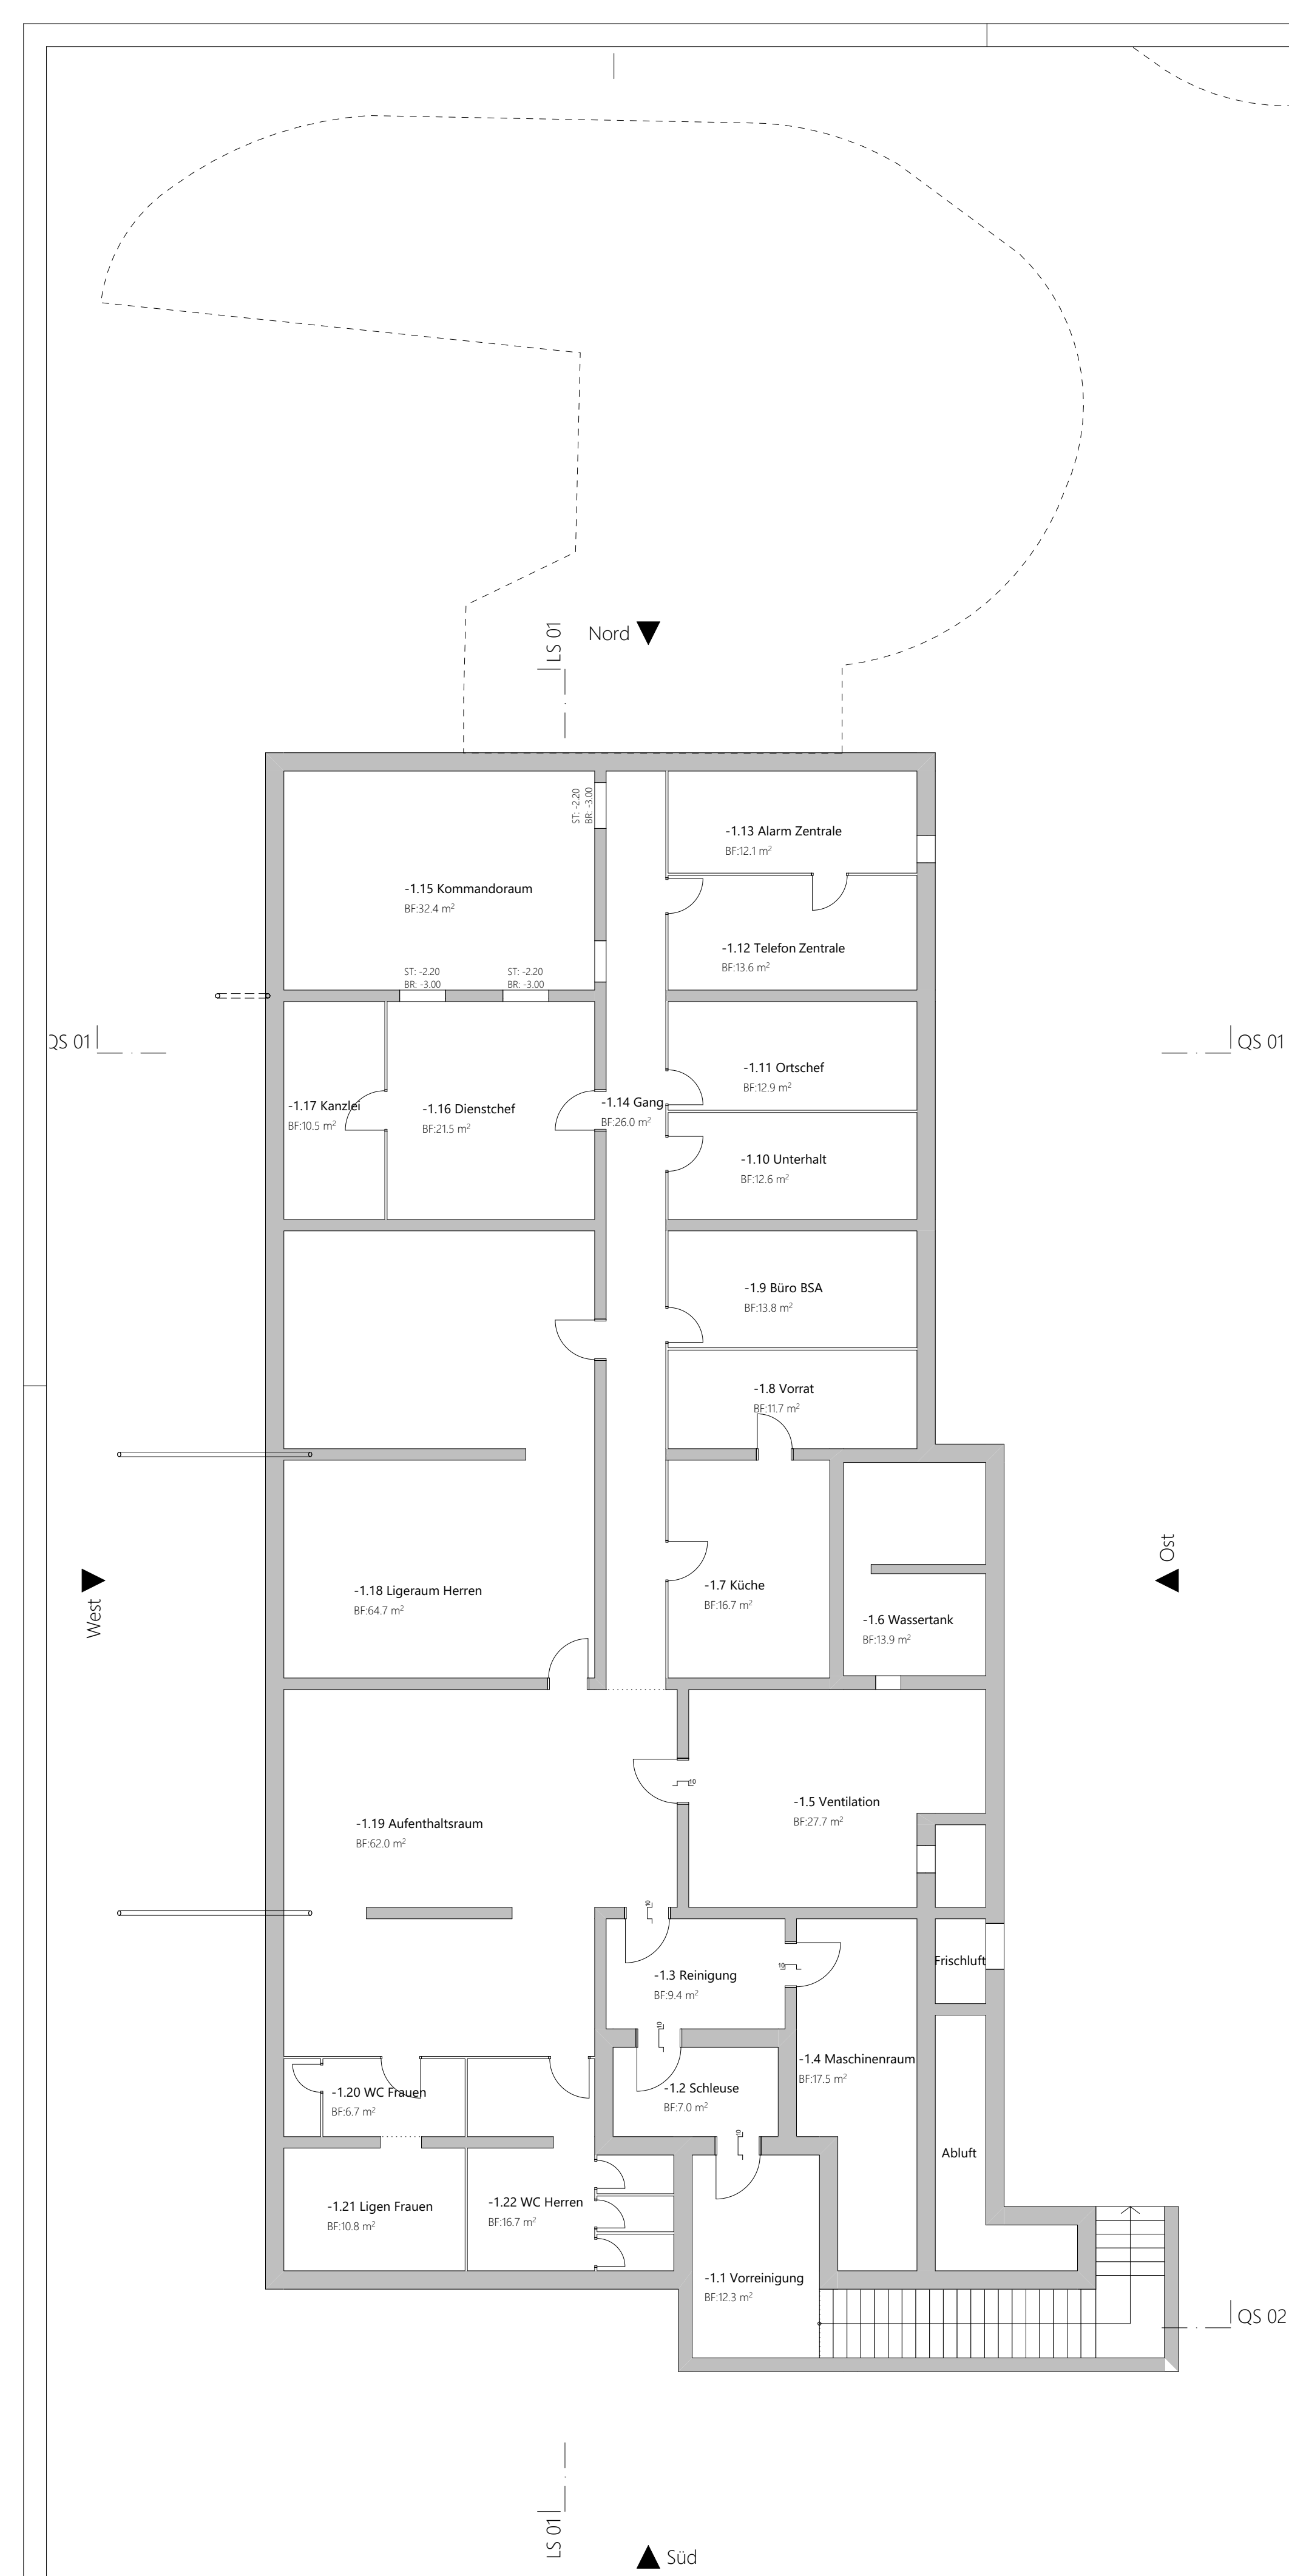 LS 01
Nord
ST: -2.20
BR: -3.00
-1.13 Alarm Zentrale
BF:12.1 m²
-1.15 Kommandoraum
BF:32.4 m²
-1.12 Telefon Zentrale
BF:13.6 m²
ST: -2.20
BR: -3.00
ST: -2.20
BR: -3.00
QS 01
QS 01
-1.11 Ortschef
BF:12.9 m²
-1.17 Kanzlei
BF:10.5 m²
-1.16 Dienstchef
BF:21.5 m²
-1.14 Gang
BF:26.0 m²
-1.10 Unterhalt
BF:12.6 m²
-1.9 Büro BSA
BF:13.8 m²
-1.8 Vorrat
BF:11.7 m²
West
Ost
-1.18 Ligeraum Herren
BF:64.7 m²
-1.7 Küche
BF:16.7 m²
-1.6 Wassertank
BF:13.9 m²
10
-1.5 Ventilation
BF:27.7 m²
-1.19 Aufenthaltsraum
BF:62.0 m²
10
Frischluft
-1.3 Reinigung
BF:9.4 m²
10
10
-1.4 Maschinenraum
BF:17.5 m²
-1.20 WC Frauen
BF:6.7 m²
-1.2 Schleuse
BF:7.0 m²
10
Abluft
-1.21 Ligen Frauen
BF:10.8 m²
-1.22 WC Herren
BF:16.7 m²
-1.1 Vorreinigung
BF:12.3 m²
QS 02
LS 01
Süd